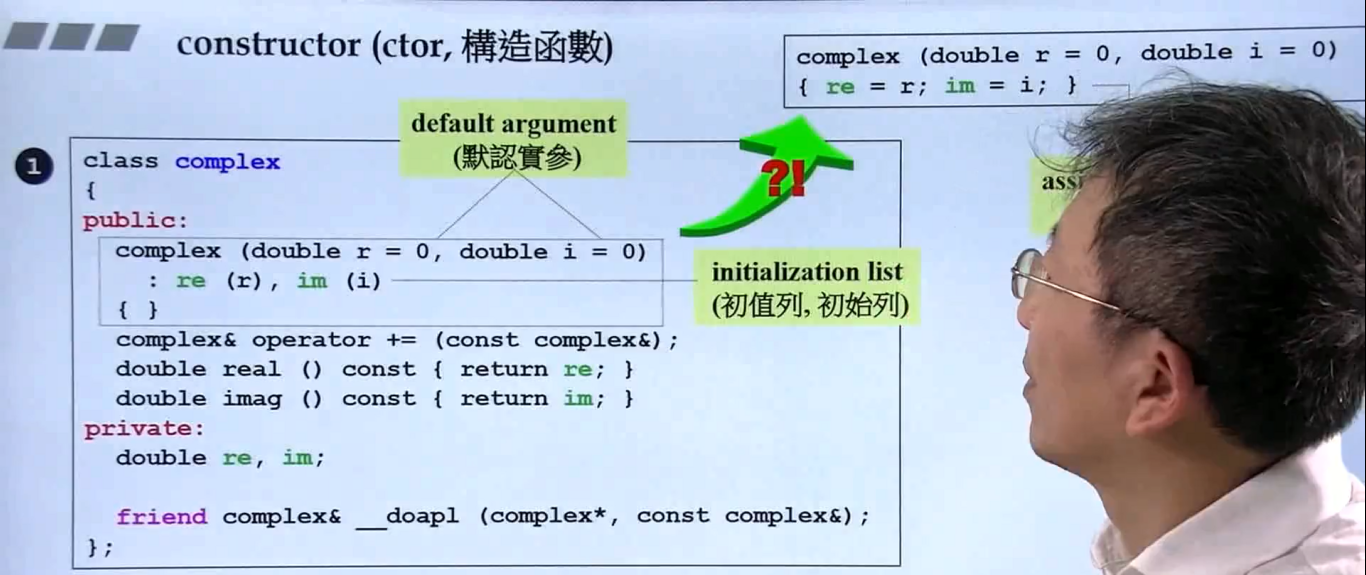 constructor (ctor, 構造函數)
complex (double r = 0, double i = 0)
{ re = r; im = i; }
default argument
(默認實參)
?!
1
class complex
{
public:
complex (double r = 0, double i = 0)
: re (r), im (i)
{ }
initialization list
(初值列, 初始列)
complex& operator += (const complex&);
double real () const { return re; }
double imag () const { return im; }
private:
double re, im;
friend complex& __doapl (complex*, const complex&);
};